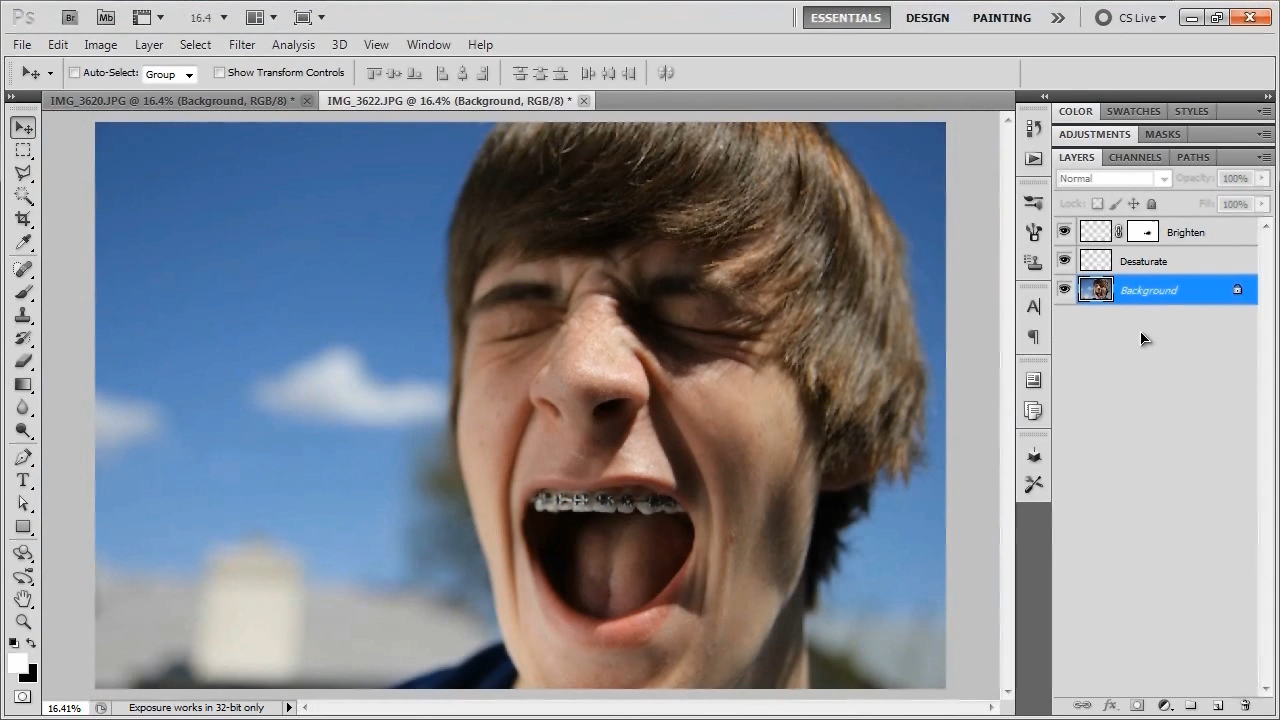 Ps Br Mb 16.4 ESSENTIALS DESIGN PAINTING CS Live
File Edit Image Layer Select Filter Analysis 3D View Window Help
Auto-Select: Group Show Transform Controls
IMG_3620.JPG @ 16.4% (Background, RGB/8) * IMG_3622.JPG @ 16.4% (Background, RGB/8) *
COLOR SWATCHES STYLES
ADJUSTMENTS MASKS
LAYERS CHANNELS PATHS
Normal Opacity: 100%
Lock: Fill: 100%
Brighten
Desaturate
Background
16.41% Exposure works in 32-bit only